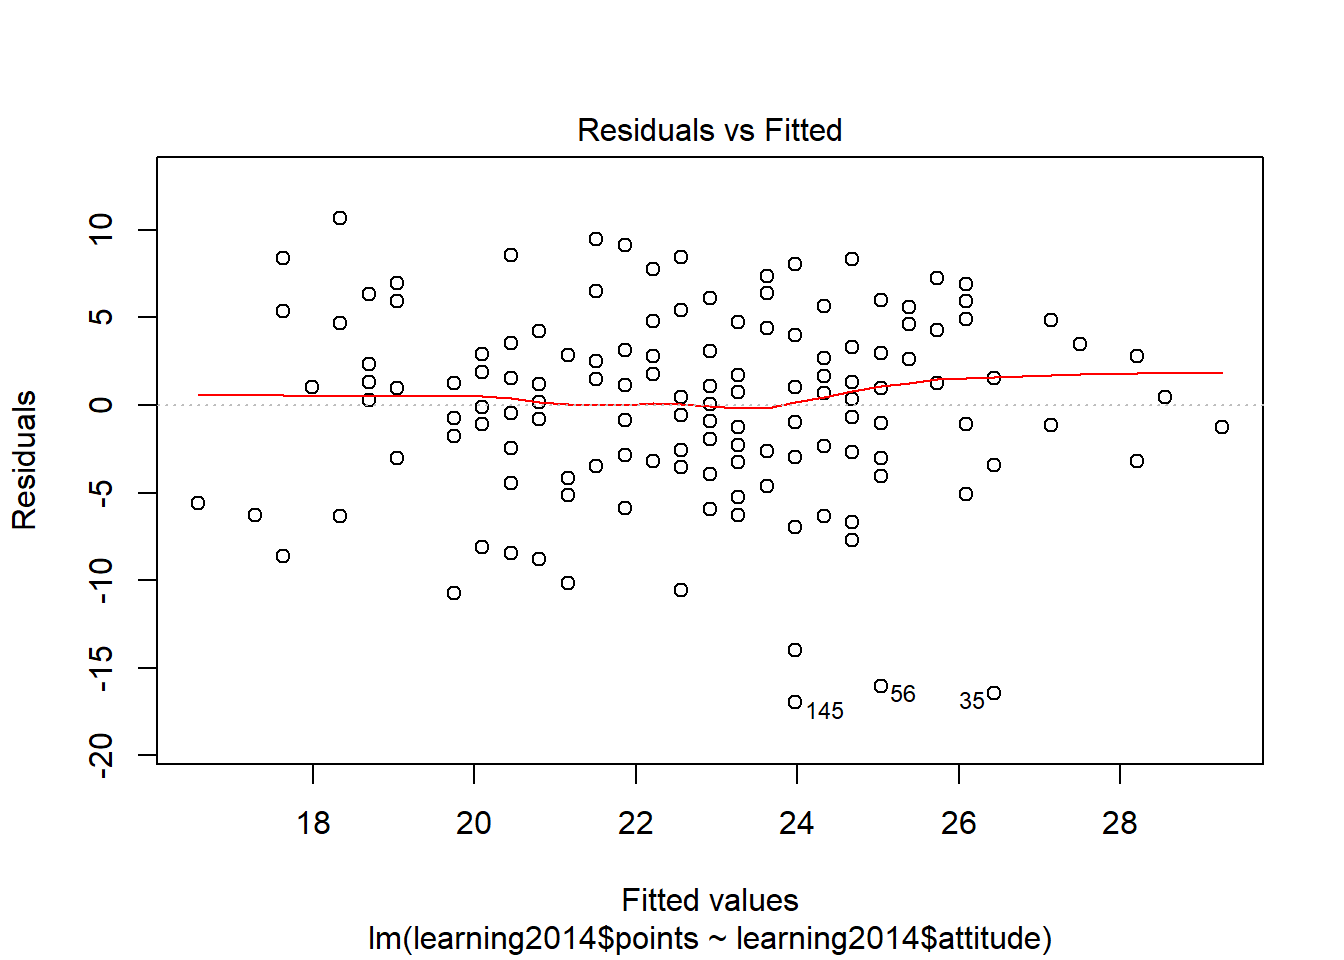 Residuals vs Fitted
10
5
0
-5
-10
-15
-20
Residuals
145
56
35
18 20 22 24 26 28
Fitted values
lm(learning2014$points ~ learning2014$attitude)